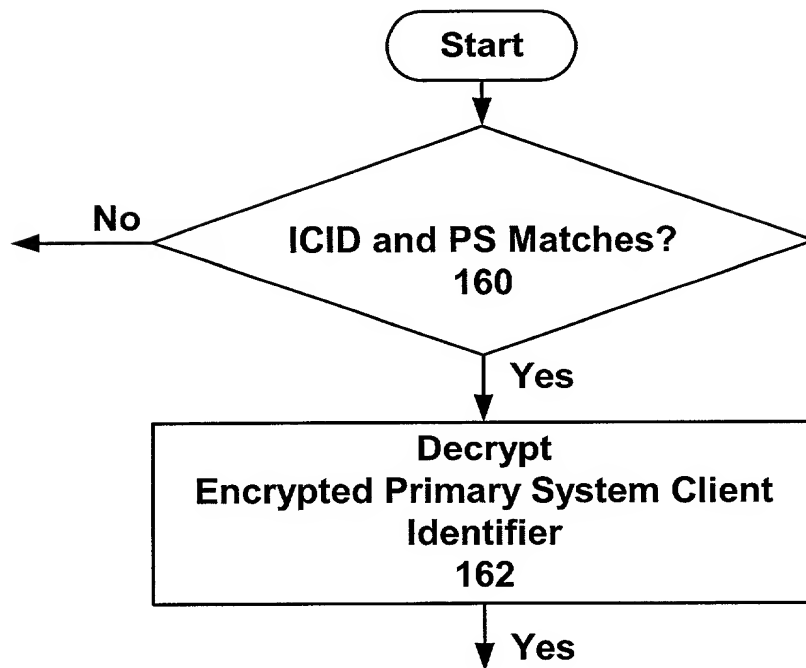 Start
No
ICID and PS Matches?
160
Yes
Decrypt
Encrypted Primary System Client
Identifier
162
Yes